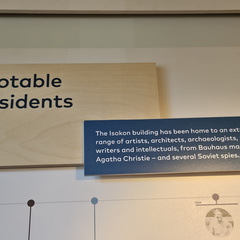 otable
sidents
The Isokon building has been home to an ext
range of artists, architects, archaeologists,
writers and intellectuals, from Bauhaus ma
Agatha Christie – and several Soviet spies.